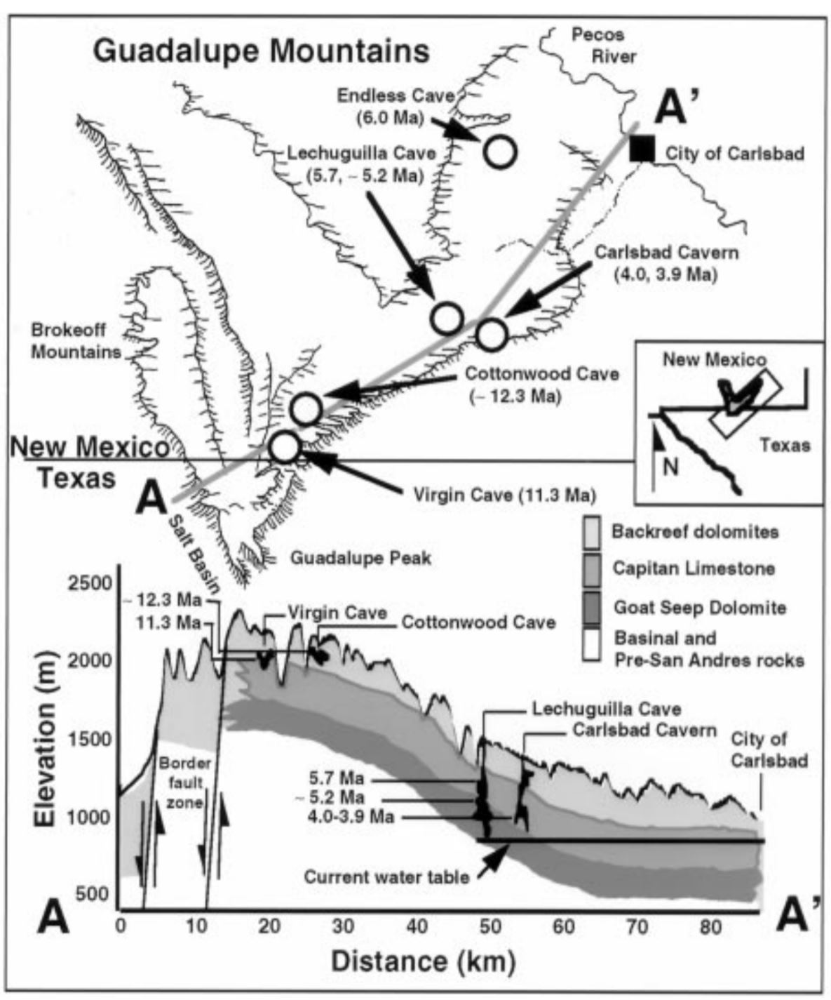 Guadalupe Mountains
Pecos
River
A'
Endless Cave
(6.0 Ma)
Lechuguilla Cave
(5.7, ~ 5.2 Ma)
City of Carlsbad
Carlsbad Cavern
(4.0, 3.9 Ma)
Brokeoff
Mountains
Cottonwood Cave
(~ 12.3 Ma)
New Mexico
Texas
N
New Mexico
Texas
A
Virgin Cave (11.3 Ma)
Salt Basin
Guadalupe Peak
Backreef dolomites
Capitan Limestone
Goat Seep Dolomite
Basinal and
Pre-San Andres rocks
Elevation (m)
2500
2000
1500
1000
500
~ 12.3 Ma
11.3 Ma
Virgin Cave
Cottonwood Cave
Lechuguilla Cave
Carlsbad Cavern
City of
Carlsbad
Border
fault
zone
5.7 Ma
~ 5.2 Ma
4.0-3.9 Ma
Current water table
A
A'
0 10 20 30 40 50 60 70 80
Distance (km)